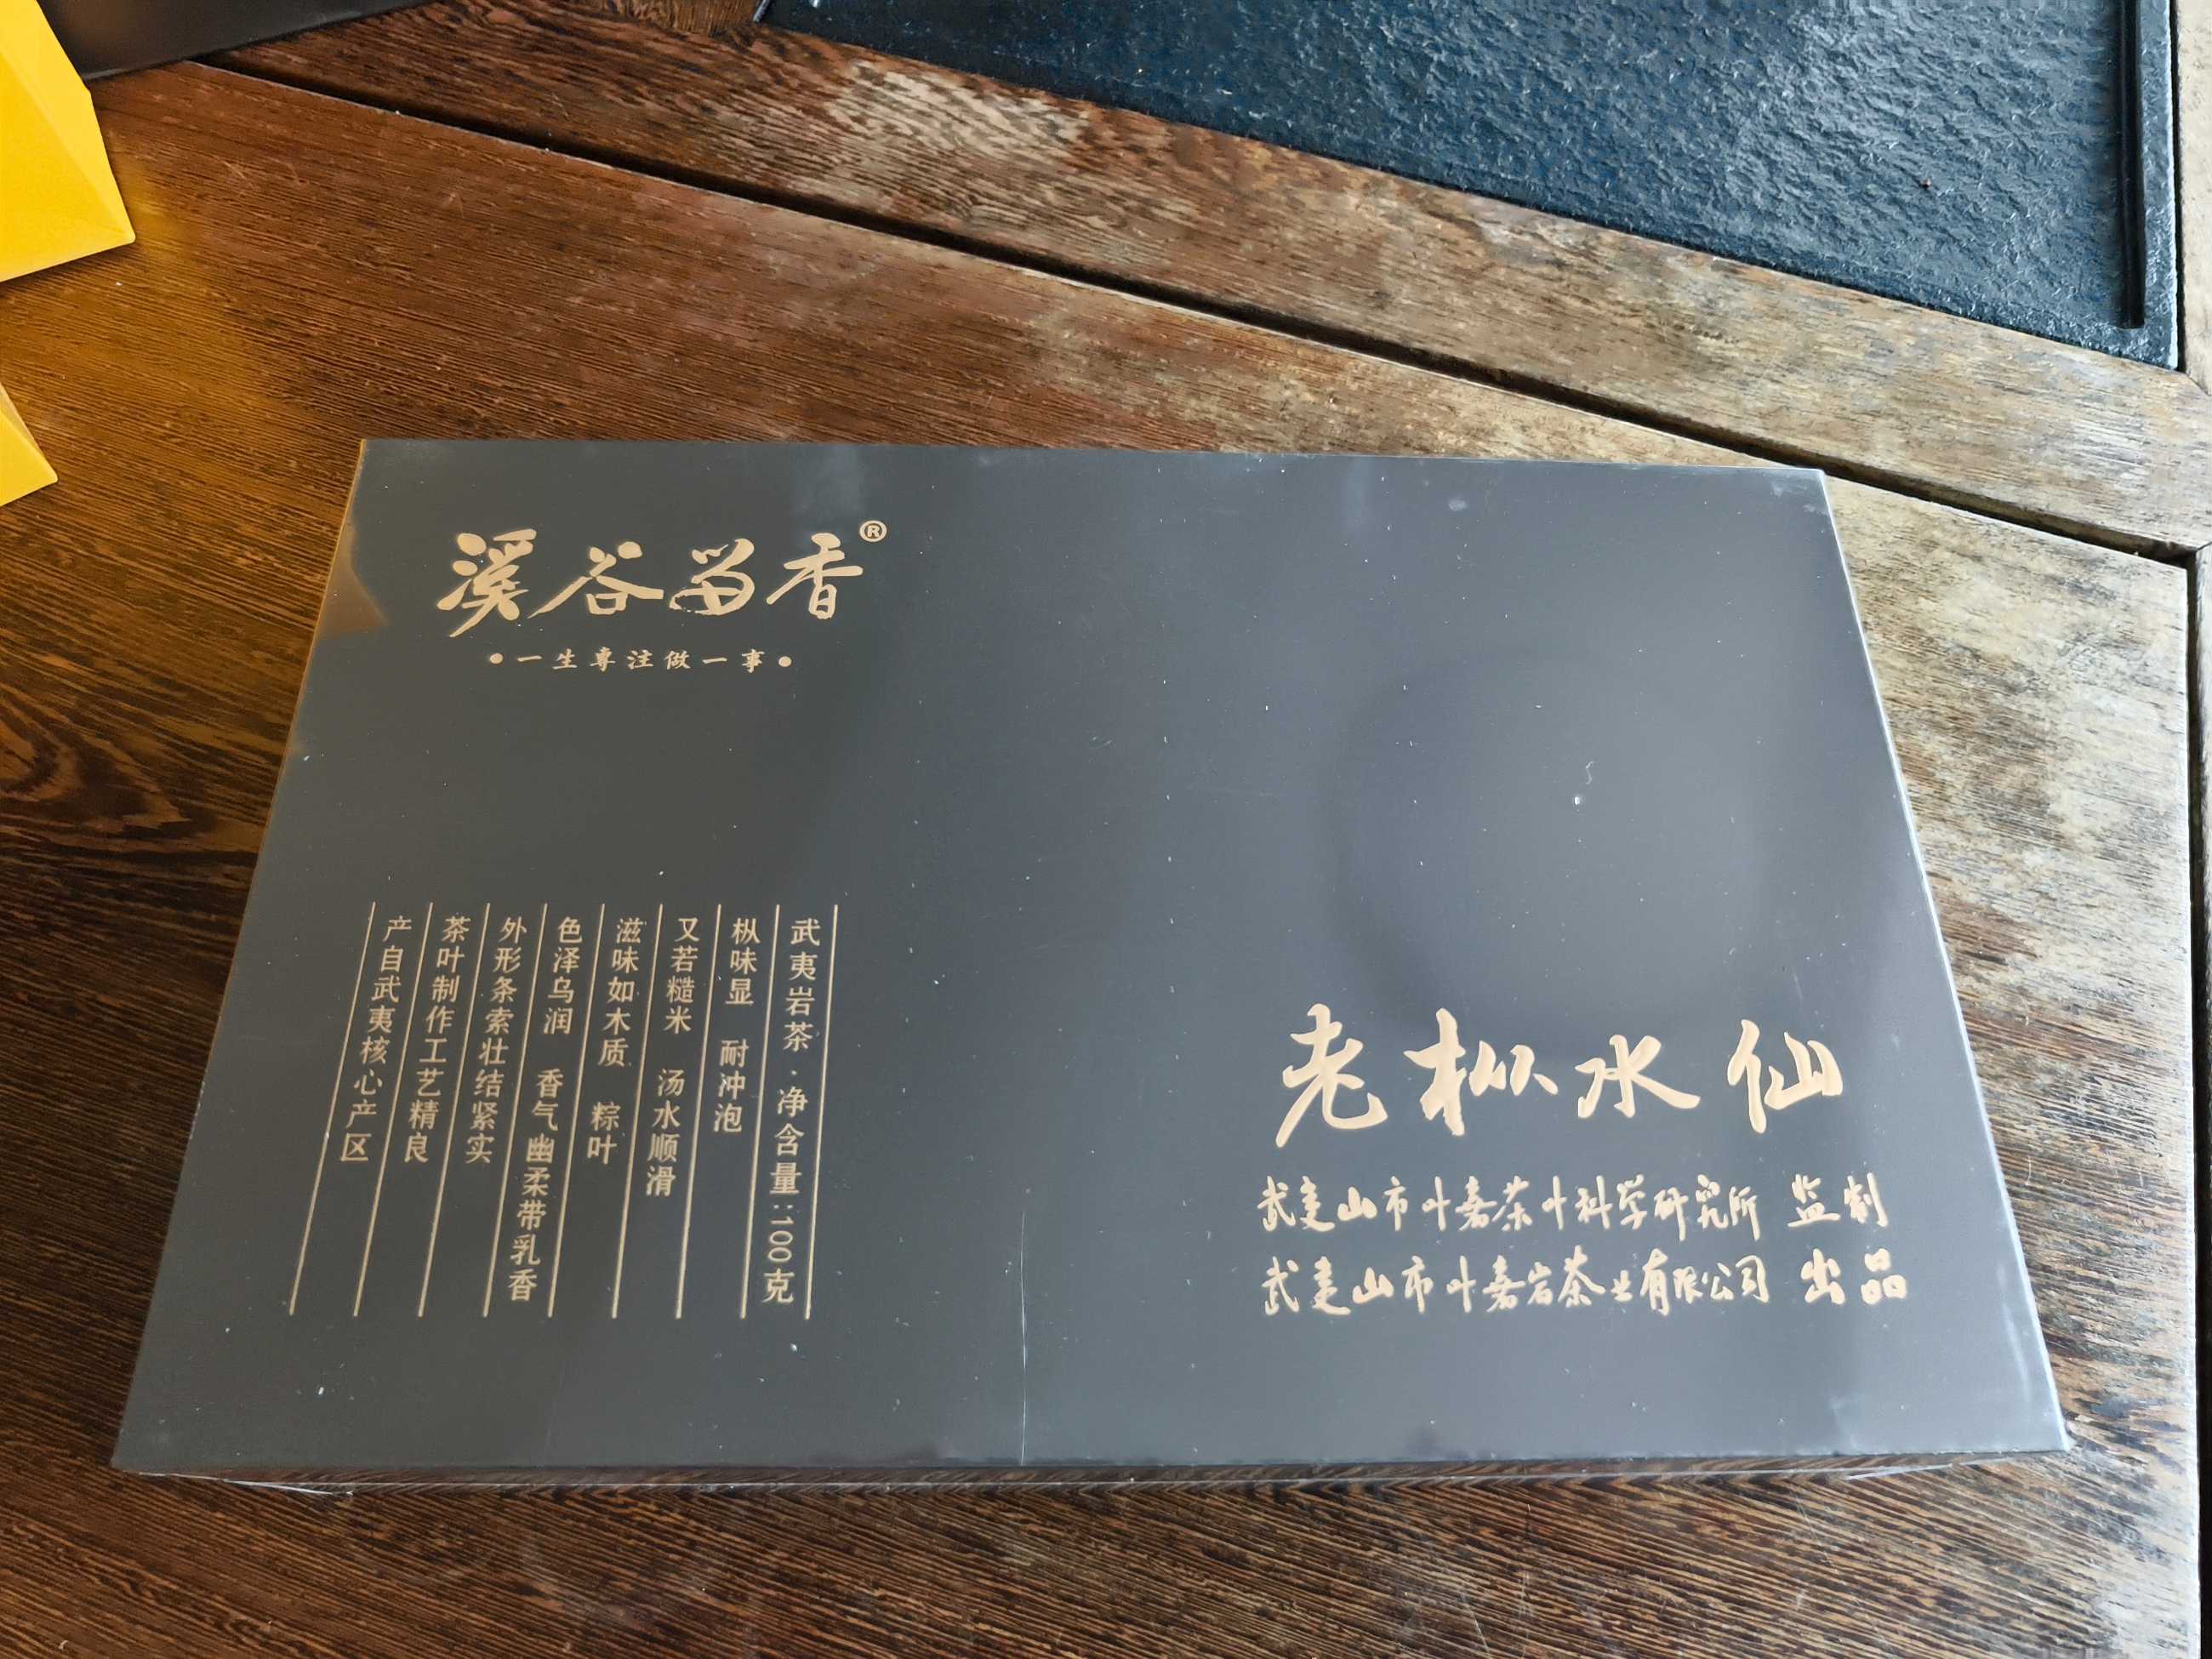 溪谷留香®
•一生專注做一事•
武夷岩茶·净含量:100克
枞味显 耐冲泡
又若糙米 汤水顺滑
滋味如木质 粽叶
色泽乌润 香气幽柔带乳香
外形条索壮结紧实
茶叶制作工艺精良
产自武夷核心产区
老枞水仙
武夷山市叶嘉茶叶科学研究所 监制
武夷山市叶嘉岩茶业有限公司 出品